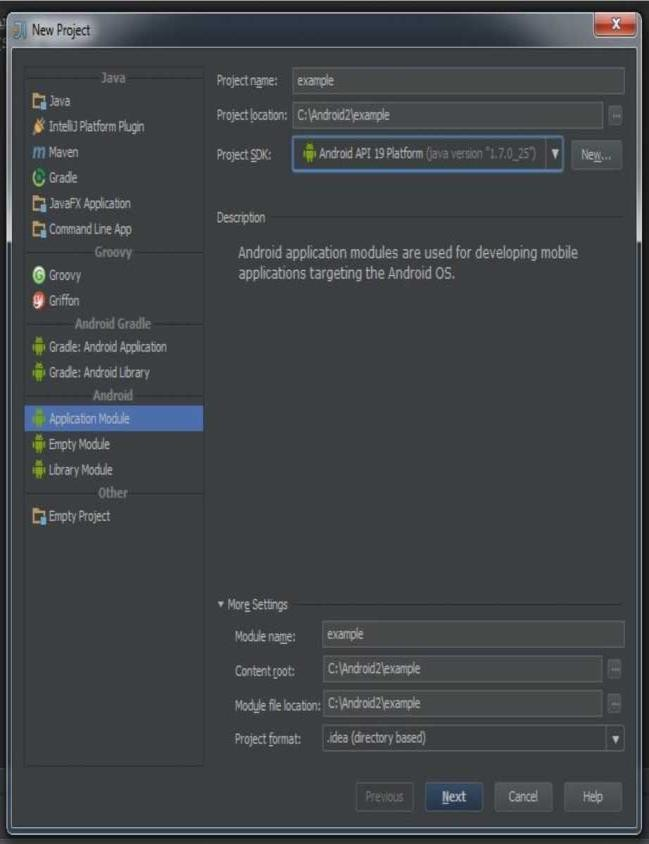 New Project
Java
Java
IntelliJ Platform Plugin
Maven
Gradle
JavaFX Application
Command Line App
Groovy
Groovy
Griffon
Android Gradle
Gradle: Android Application
Gradle: Android Library
Android
Application Module
Empty Module
Library Module
Other
Empty Project
Project name: example
Project location: C:\Android2\example ...
Project SDK: Android API 19 Platform (java version "1.7.0_25") New...
Description
Android application modules are used for developing mobile
applications targeting the Android OS.
More Settings
Module name: example
Content root: C:\Android2\example ...
Module file location: C:\Android2\example ...
Project format: .idea (directory based)
Previous Next Cancel Help